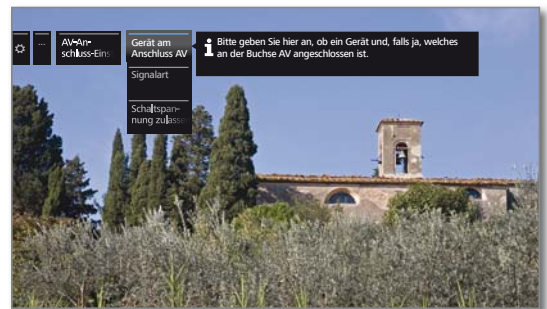 ...
AV-An-
schluss-Eins
Gerät am
Anschluss AV
Bitte geben Sie hier an, ob ein Gerät und, falls ja, welches
an der Buchse AV angeschlossen ist.
Signalart
Schaltspan-
nung zulassen